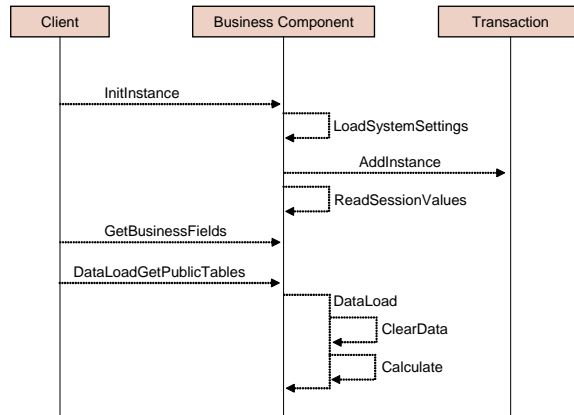 Client
Business Component
Transaction
InitInstance
LoadSystemSettings
AddInstance
ReadSessionValues
GetBusinessFields
DataLoadGetPublicTables
DataLoad
ClearData
Calculate